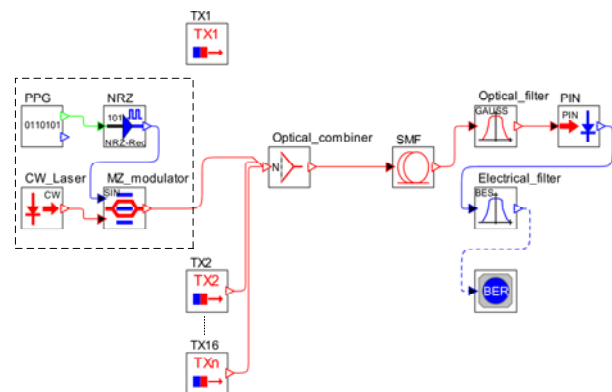 TX1
TX1
PPG
0110101
NRZ
101
NRZ-Rec
CW_Laser
CW
MZ_modulator
SIN
Optical_combiner
N
SMF
Optical_filter
GAUSS
PIN
PIN
Electrical_filter
BES
BER
TX2
TX2
TX16
TXn